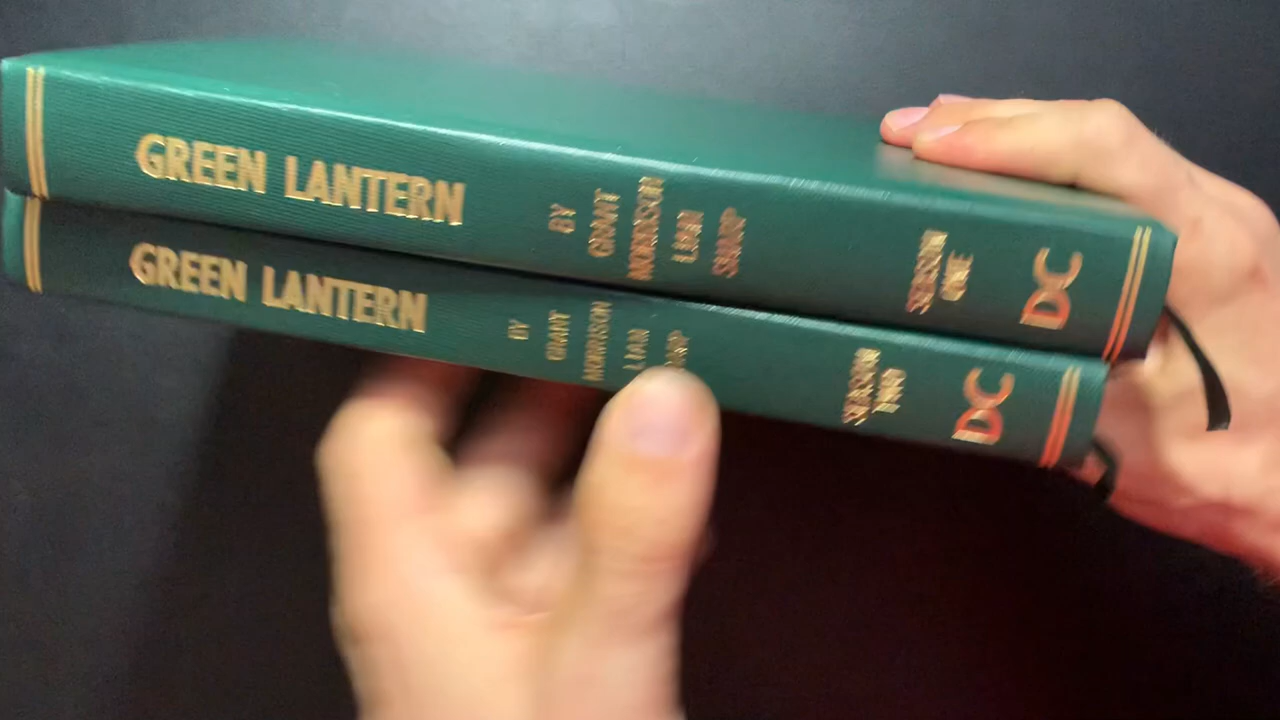 GREEN LANTERN
BY
GRANT
MORRISON
LIAM
SHARP
SEASON
ONE
DC
GREEN LANTERN
BY
GRANT
MORRISON
LIAM
SEASON
TWO
DC